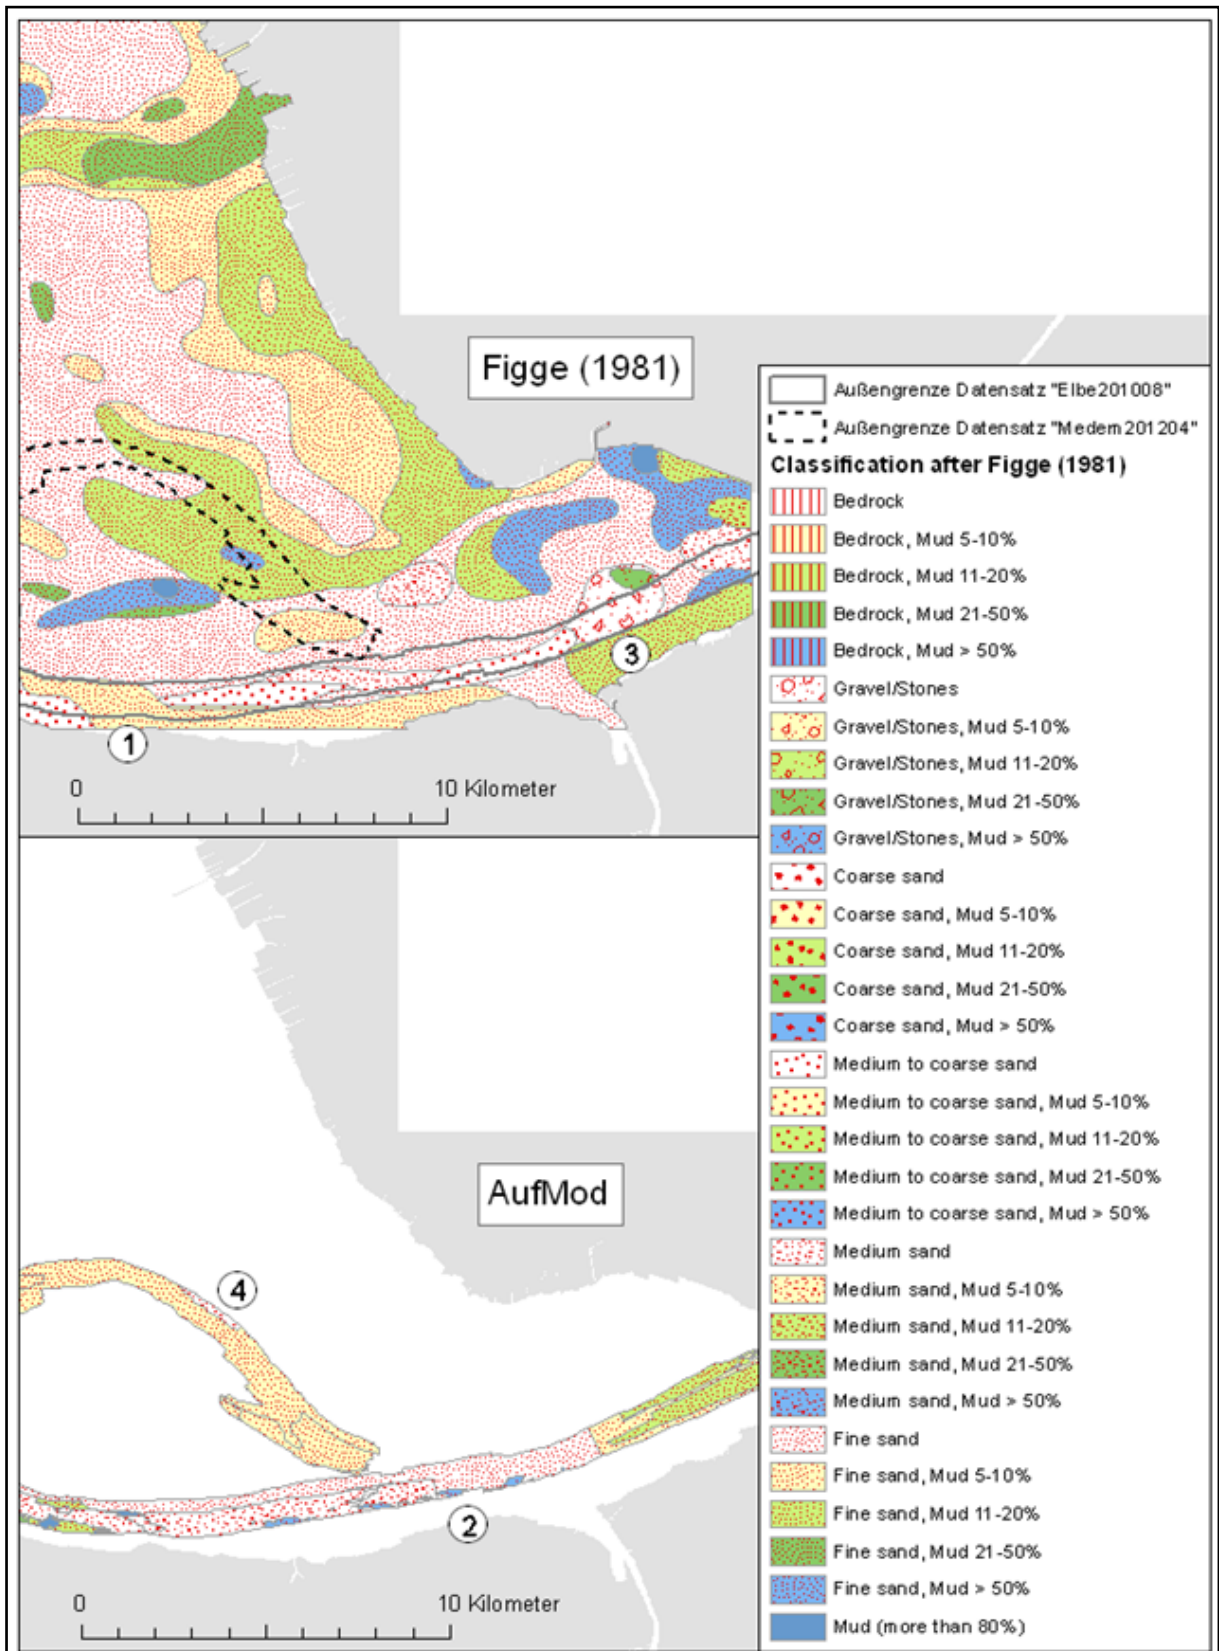 Figge (1981)
Außengrenze Datensatz "Elbe201008"
Außengrenze Datensatz "Medem201204"
Classification after Figge (1981)
Bedrock
Bedrock, Mud 5-10%
Bedrock, Mud 11-20%
Bedrock, Mud 21-50%
Bedrock, Mud > 50%
Gravel/Stones
Gravel/Stones, Mud 5-10%
Gravel/Stones, Mud 11-20%
Gravel/Stones, Mud 21-50%
Gravel/Stones, Mud > 50%
Coarse sand
Coarse sand, Mud 5-10%
Coarse sand, Mud 11-20%
Coarse sand, Mud 21-50%
Coarse sand, Mud > 50%
Medium to coarse sand
Medium to coarse sand, Mud 5-10%
Medium to coarse sand, Mud 11-20%
Medium to coarse sand, Mud 21-50%
Medium to coarse sand, Mud > 50%
Medium sand
Medium sand, Mud 5-10%
Medium sand, Mud 11-20%
Medium sand, Mud 21-50%
Medium sand, Mud > 50%
Fine sand
Fine sand, Mud 5-10%
Fine sand, Mud 11-20%
Fine sand, Mud 21-50%
Fine sand, Mud > 50%
Mud (more than 80%)
3
1
0 10 Kilometer
AufMod
4
2
0 10 Kilometer